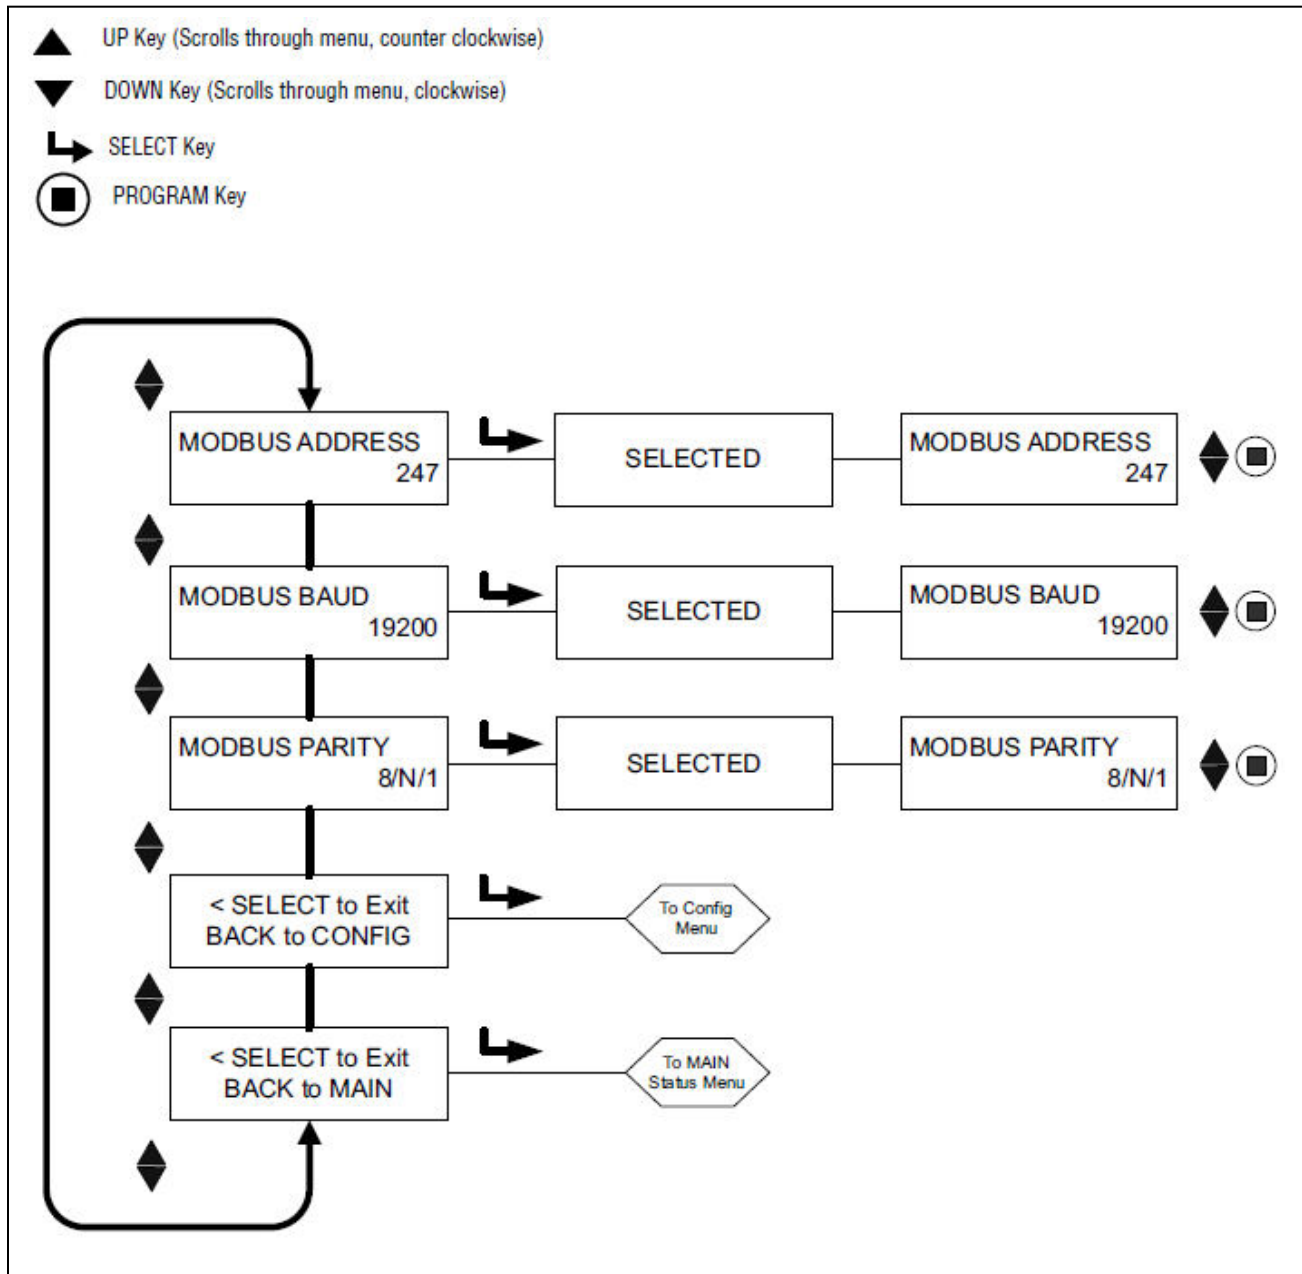 UP Key (Scrolls through menu, counter clockwise)
DOWN Key (Scrolls through menu, clockwise)
SELECT Key
PROGRAM Key
MODBUS ADDRESS
247
SELECTED
MODBUS ADDRESS
247
MODBUS BAUD
19200
SELECTED
MODBUS BAUD
19200
MODBUS PARITY
8/N/1
SELECTED
MODBUS PARITY
8/N/1
< SELECT to Exit
BACK to CONFIG
To Config
Menu
< SELECT to Exit
BACK to MAIN
To MAIN
Status Menu